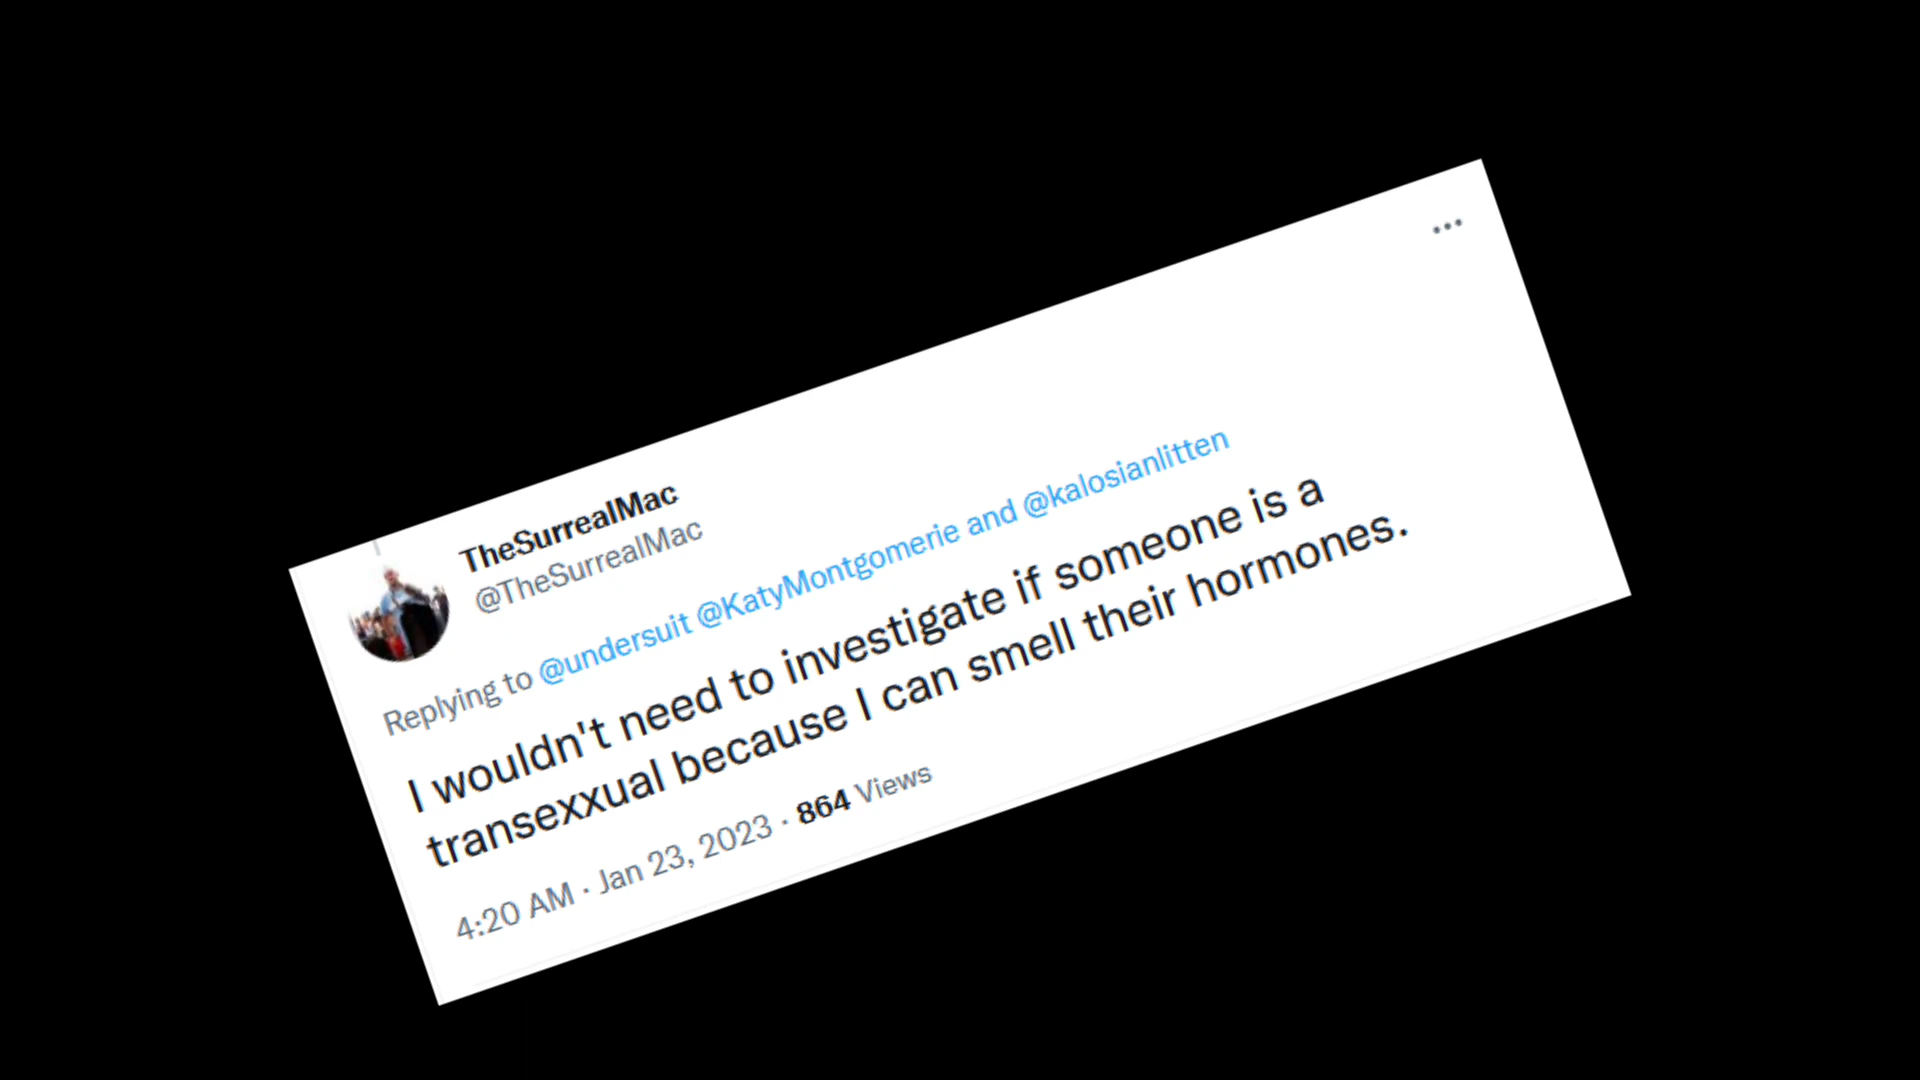 TheSurrealMac
@TheSurrealMac
Replying to @undersuit @KatyMontgomerie and @kalosianlitten
I wouldn't need to investigate if someone is a
transexxual because I can smell their hormones.
4:20 AM · Jan 23, 2023 · 864 Views